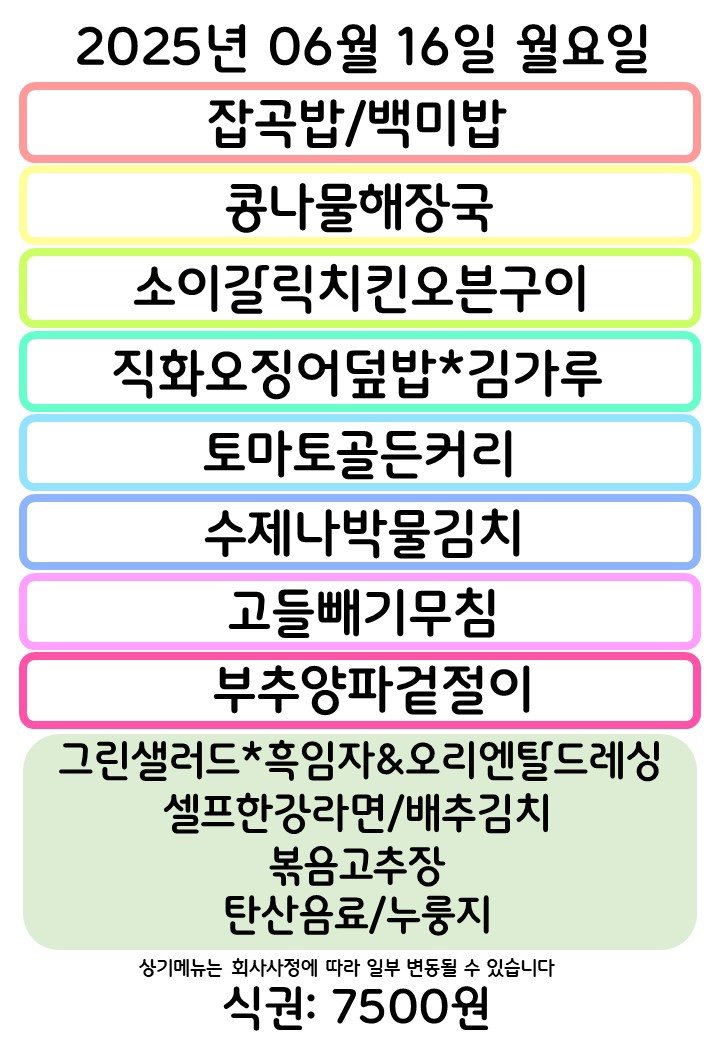 2025년 06월 16일 월요일
잡곡밥/백미밥
콩나물해장국
소이갈릭치킨오븐구이
직화오징어덮밥*김가루
토마토골든커리
수제나박물김치
고들빼기무침
부추양파겉절이
그린샐러드*흑임자&오리엔탈드레싱
셀프한강라면/배추김치
볶음고추장
탄산음료/누룽지
상기메뉴는 회사사정에 따라 일부 변동될 수 있습니다
식권: 7500원